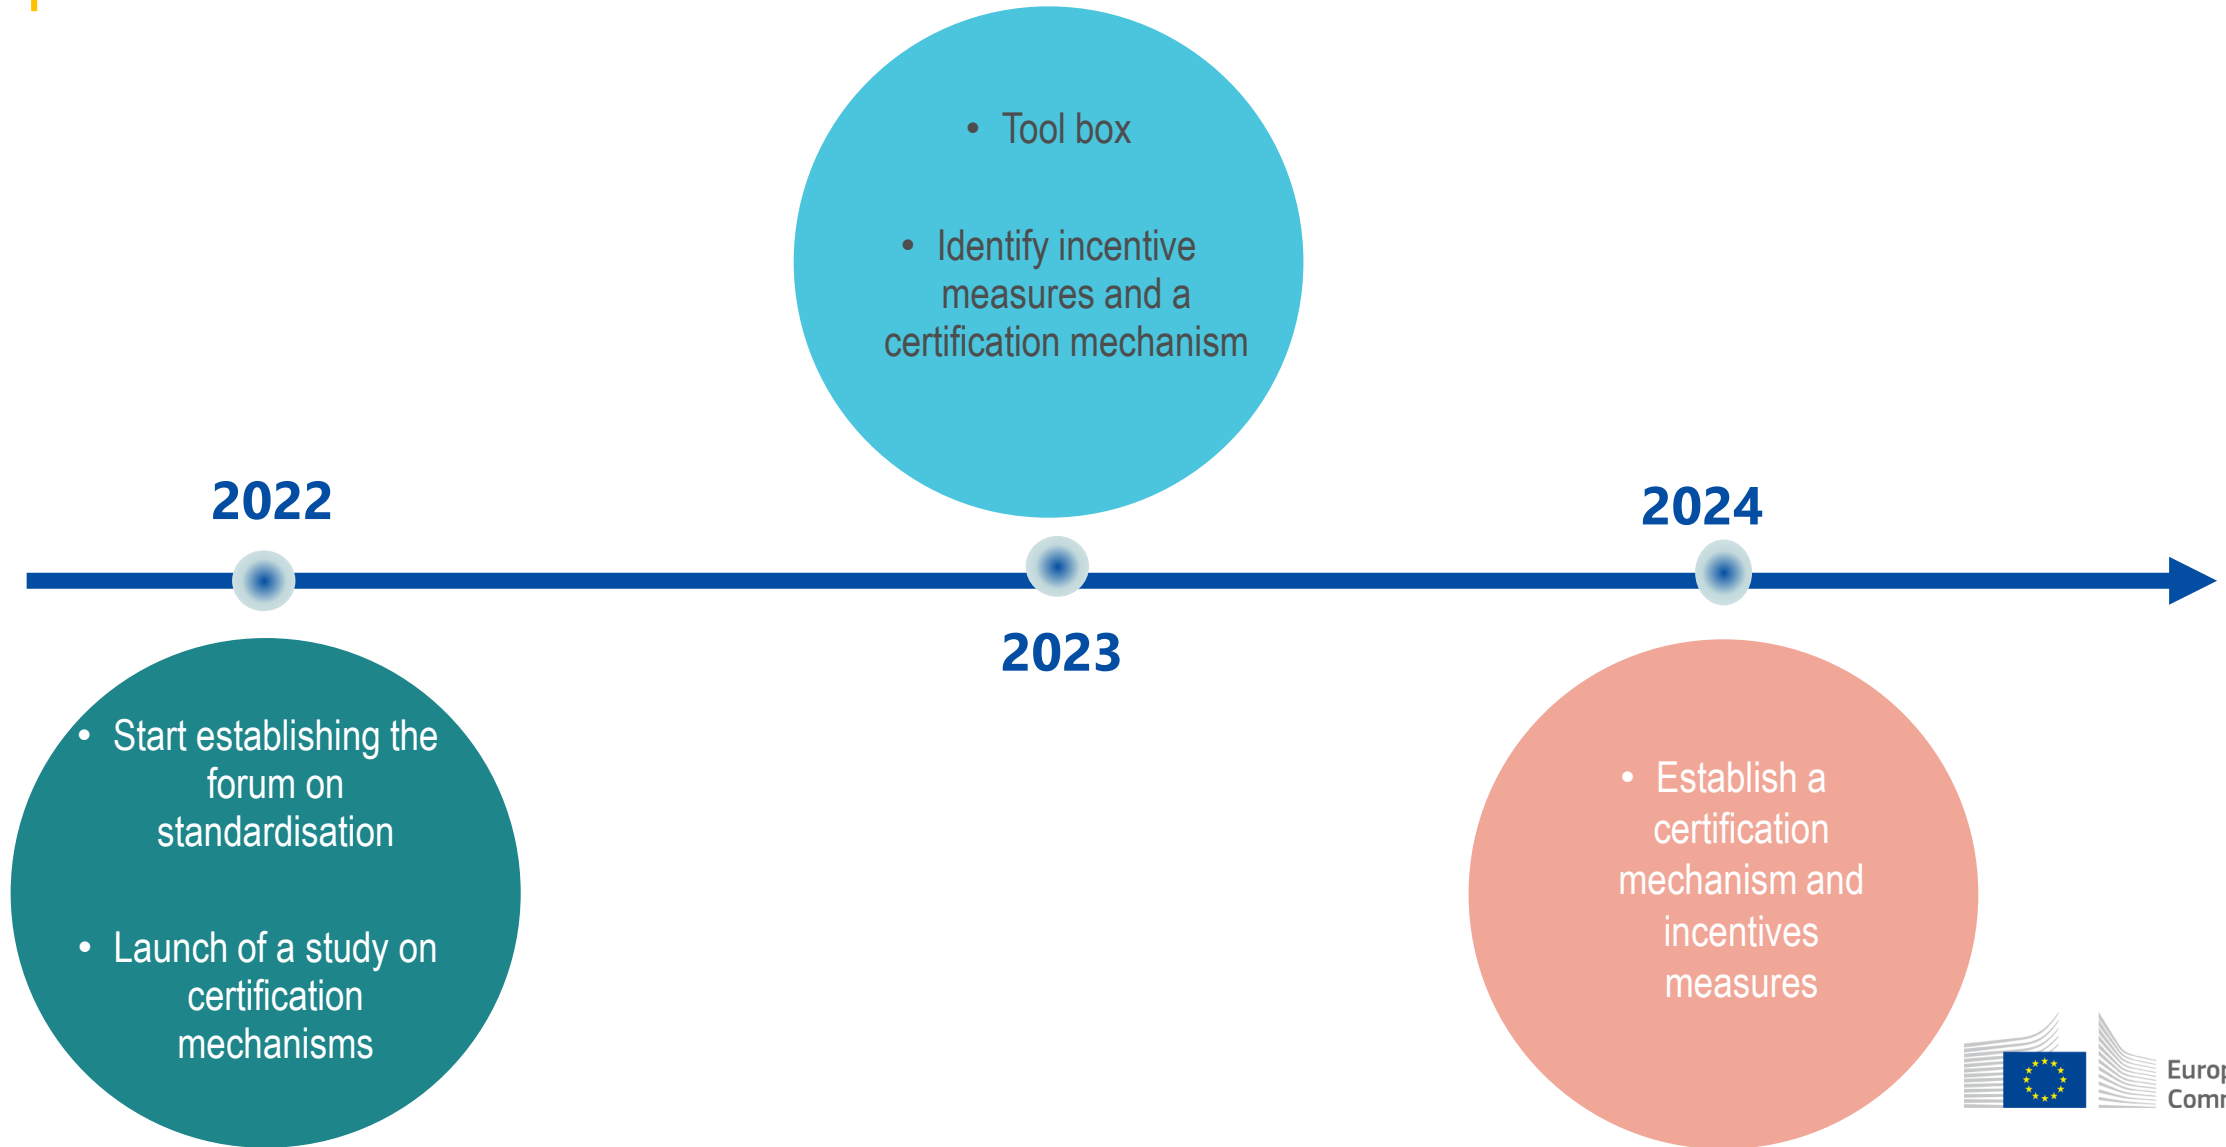 • Tool box
• Identify incentive
measures and a
certification mechanism
2022
2023
2024
• Start establishing the
forum on
standardisation
• Launch of a study on
certification
mechanisms
• Establish a
certification
mechanism and
incentives
measures